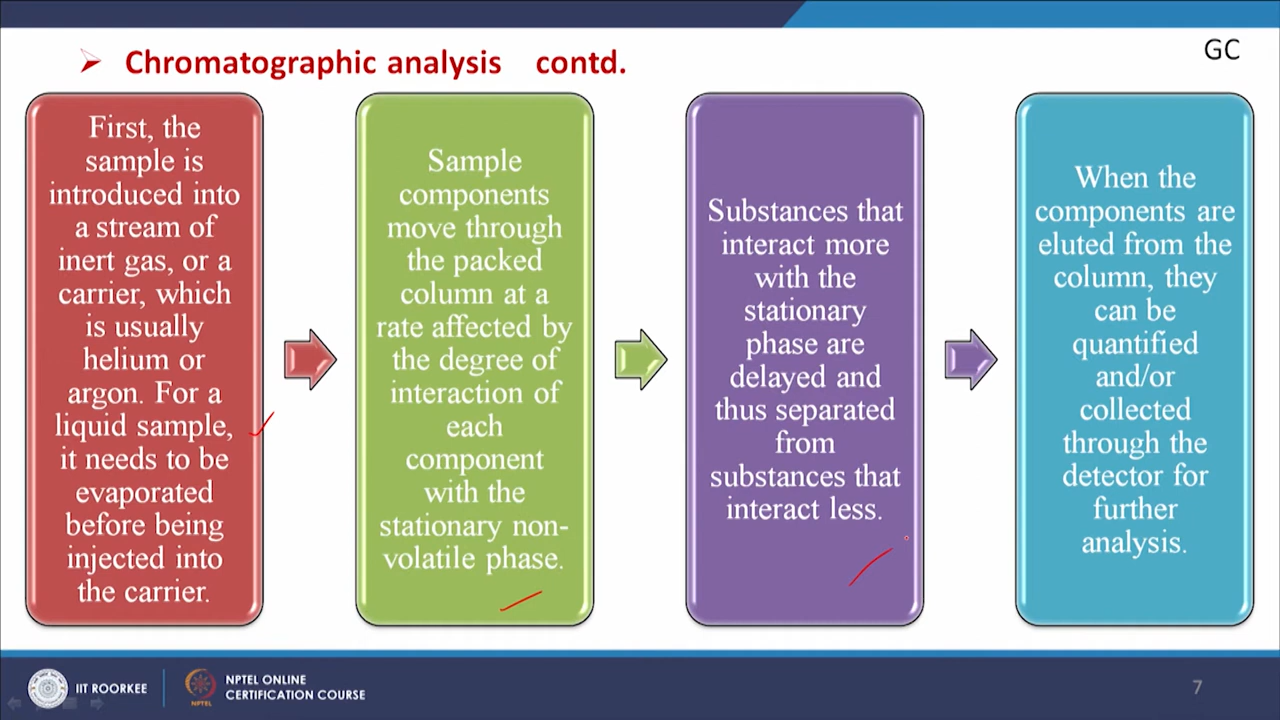 Chromatographic analysis contd.
GC
First, the
sample is
introduced into
a stream of
inert gas, or a
carrier, which
is usually
helium or
argon. For a
liquid sample,
it needs to be
evaporated
before being
injected into
the carrier.
Sample
components
move through
the packed
column at a
rate affected by
the degree of
interaction of
each
component
with the
stationary non-
volatile phase.
Substances that
interact more
with the
stationary
phase are
delayed and
thus separated
from
substances that
interact less.
When the
components are
eluted from the
column, they
can be
quantified
and/or
collected
through the
detector for
further
analysis.
IIT ROORKEE
NPTEL
NPTEL ONLINE
CERTIFICATION COURSE
7